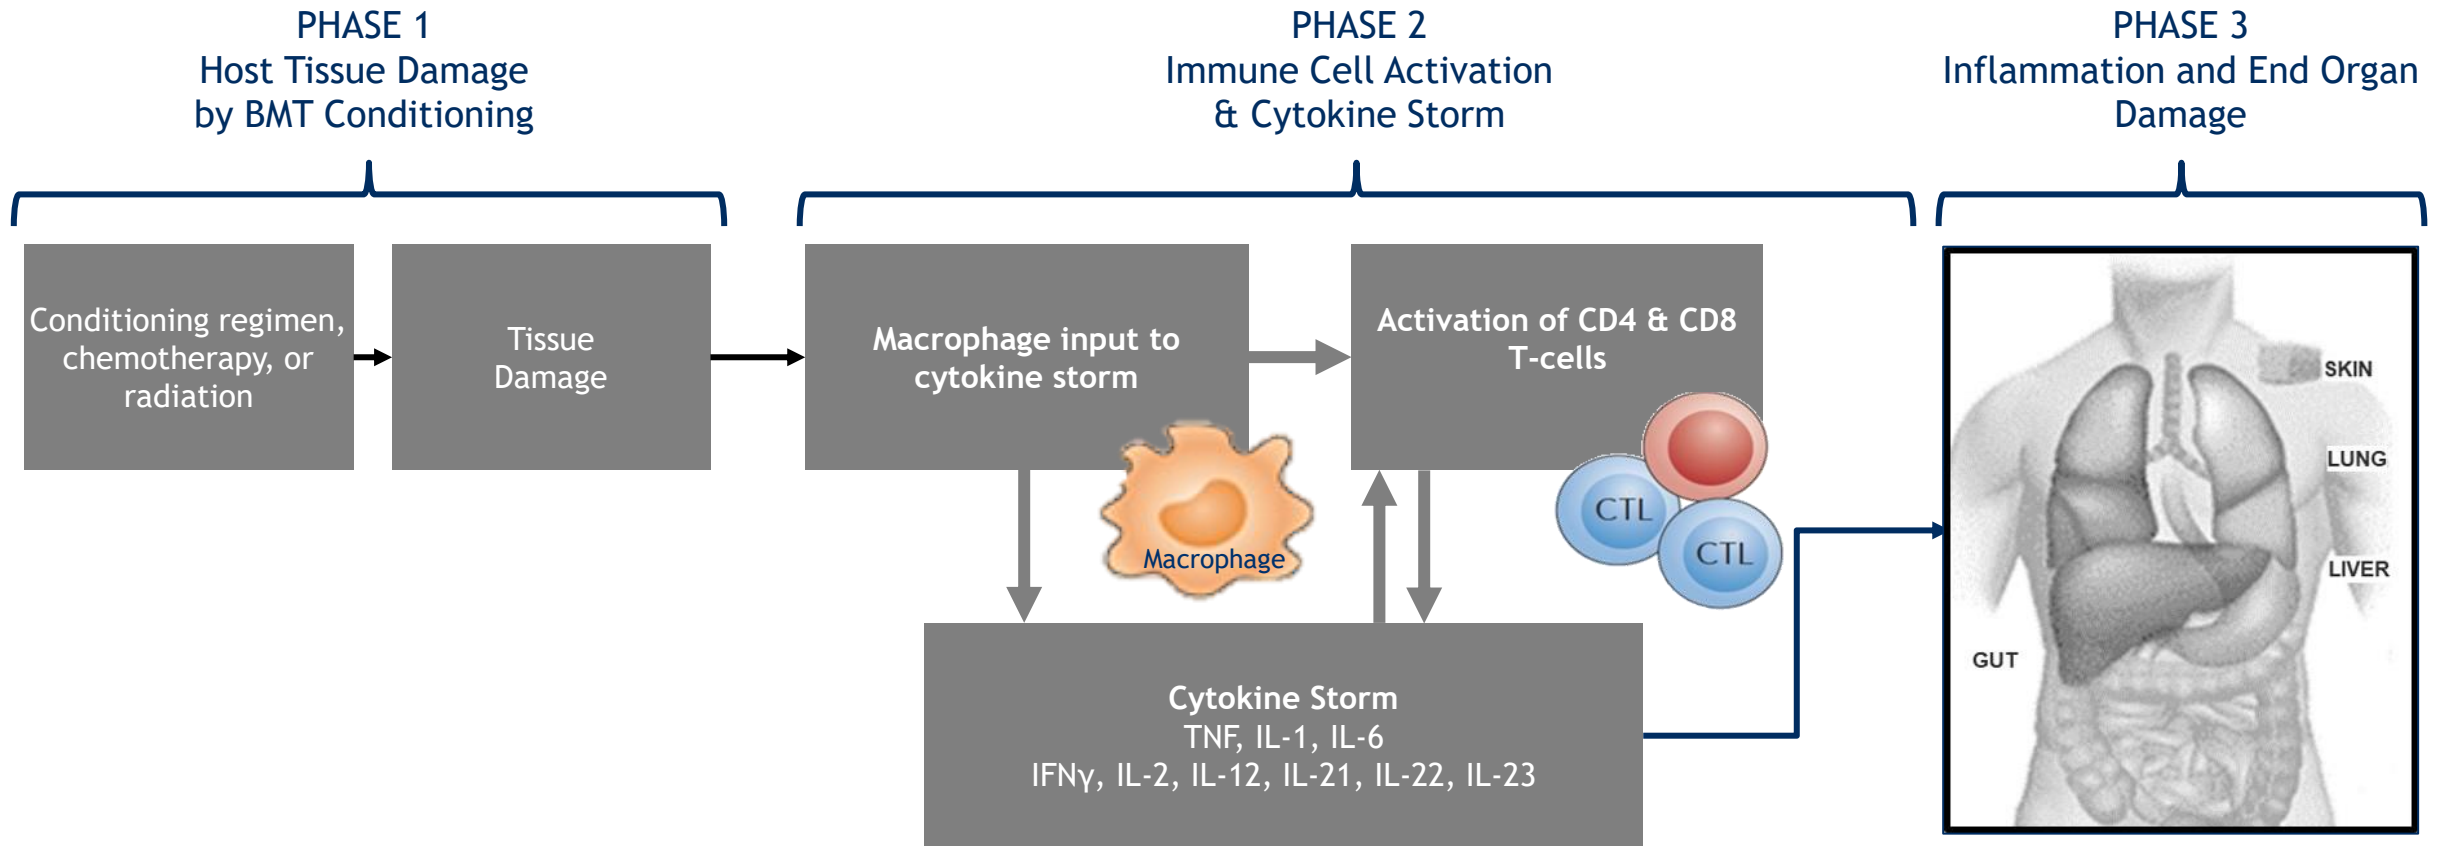 PHASE 1
Host Tissue Damage
by BMT Conditioning
PHASE 2
Immune Cell Activation
& Cytokine Storm
PHASE 3
Inflammation and End Organ
Damage
Conditioning regimen,
chemotherapy, or
radiation
Tissue
Damage
Macrophage input to
cytokine storm
Macrophage
Activation of CD4 & CD8
T-cells
CTL
CTL
Cytokine Storm
TNF, IL-1, IL-6
IFNγ, IL-2, IL-12, IL-21, IL-22, IL-23
SKIN
LUNG
LIVER
GUT